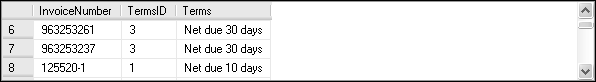 InvoiceNumber TermsID Terms
6 963253261 3 Net due 30 days
7 963253237 3 Net due 30 days
8 125520-1 1 Net due 10 days